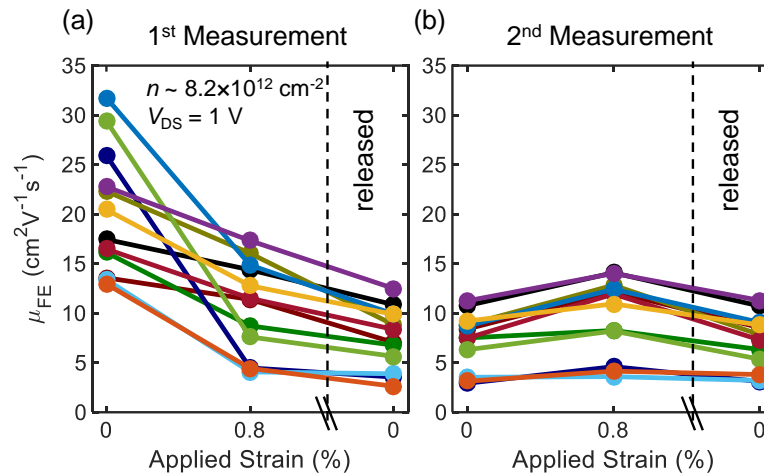 (a) 1st Measurement
n ~ 8.2×10¹² cm⁻²
VDS = 1 V
released
μFE (cm²V⁻¹s⁻¹)
35
30
25
20
15
10
5
0
0 0.8 0
Applied Strain (%)
(b) 2nd Measurement
released
35
30
25
20
15
10
5
0
0 0.8 0
Applied Strain (%)